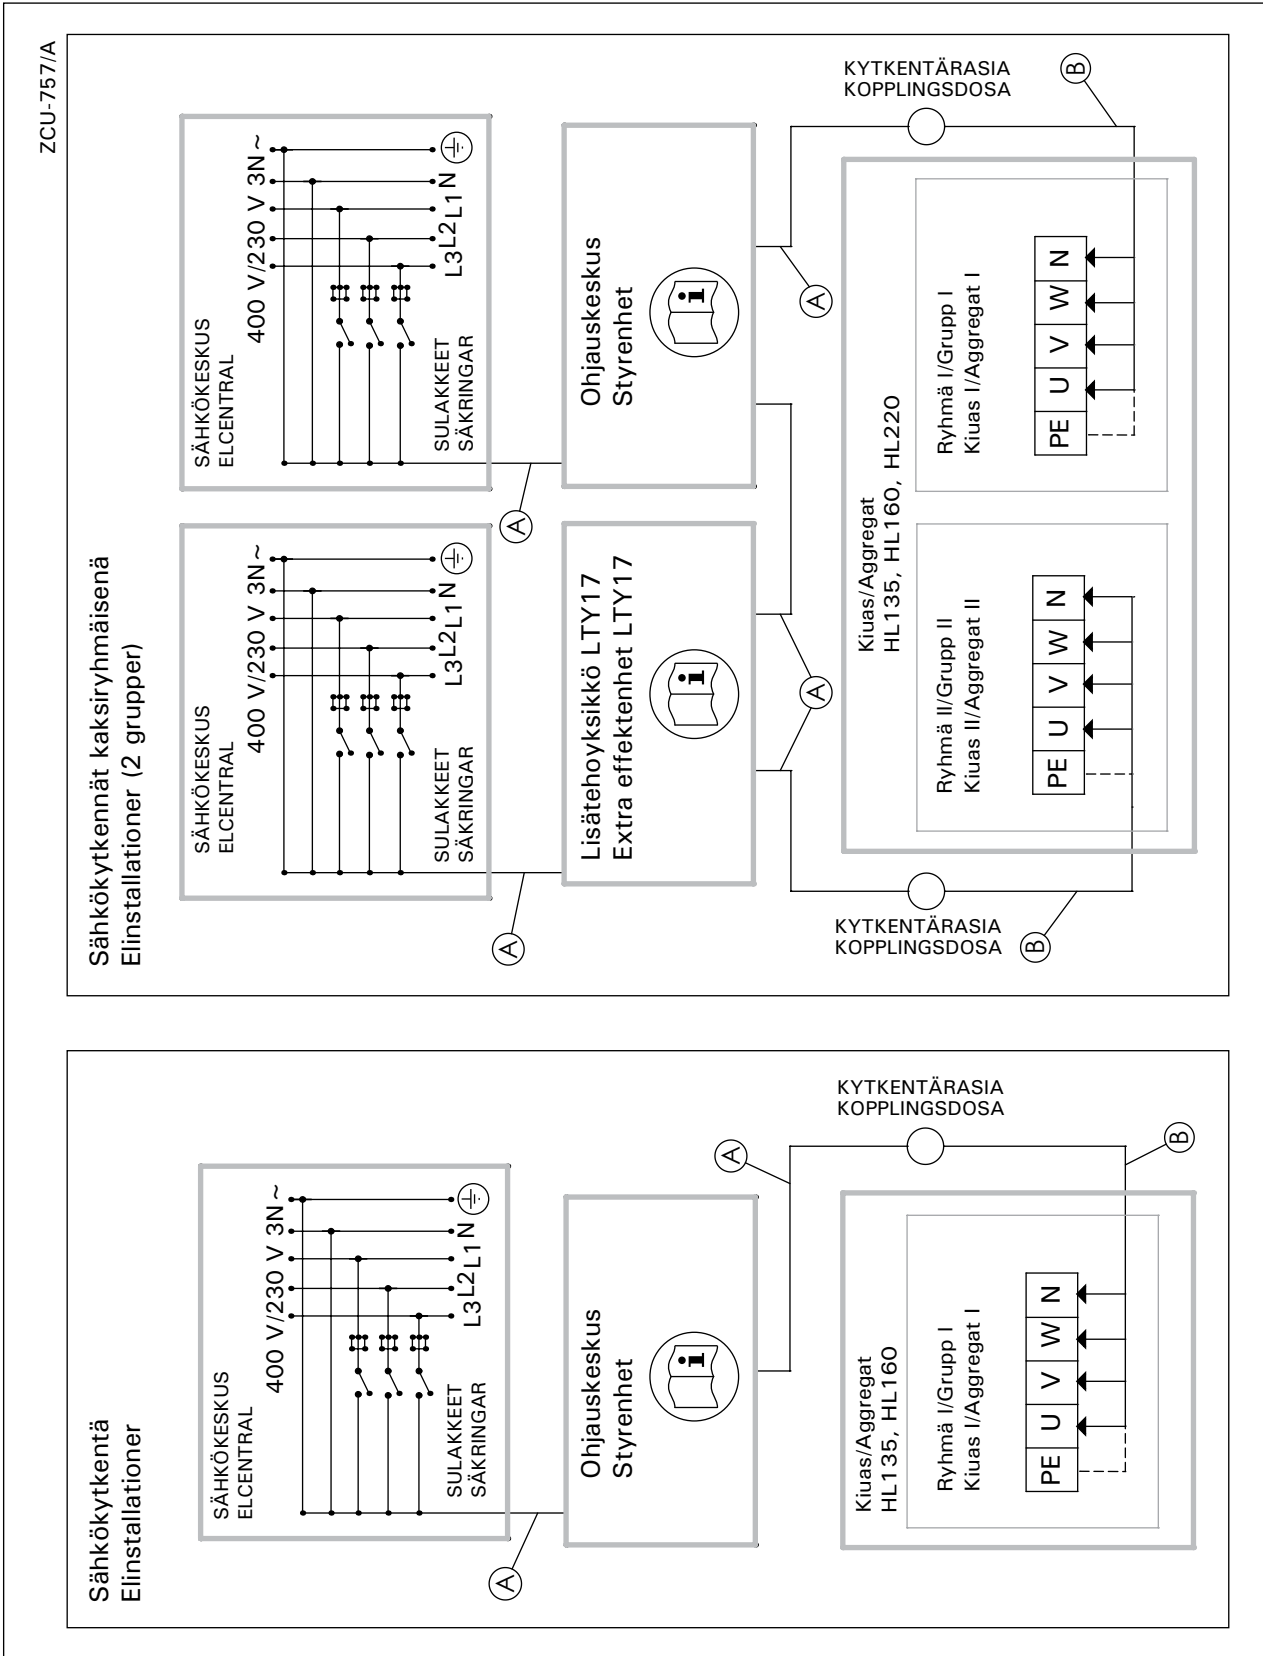 ZCU-757/A
Sähkökytkentä
Elinstallationer
SÄHKÖKESKUS
ELCENTRAL
400 V/230 V 3N ~
SULAKKEET
SÄKRINGAR
L3
L2
L1
N
A
Ohjauskeskus
Styrenhet
i
A
KYTKENTÄRASIA
KOPPLINGSDOSA
B
Kiuas/Aggregat
HL135, HL160
Ryhmä I/Grupp I
Kiuas I/Aggregat I
PE U V W N
Sähkökytkennät kaksiryhmäisenä
Elinstallationer (2 grupper)
SÄHKÖKESKUS
ELCENTRAL
400 V/230 V 3N ~
SULAKKEET
SÄKRINGAR
L3
L2
L1
N
A
SÄHKÖKESKUS
ELCENTRAL
400 V/230 V 3N ~
SULAKKEET
SÄKRINGAR
L3
L2
L1
N
A
Lisätehoyksikkö LTY17
Extra effektenhet LTY17
i
Ohjauskeskus
Styrenhet
i
A
A
KYTKENTÄRASIA
KOPPLINGSDOSA
B
KYTKENTÄRASIA
KOPPLINGSDOSA
B
Kiuas/Aggregat
HL135, HL160, HL220
Ryhmä II/Grupp II
Kiuas II/Aggregat II
PE U V W N
Ryhmä I/Grupp I
Kiuas I/Aggregat I
PE U V W N